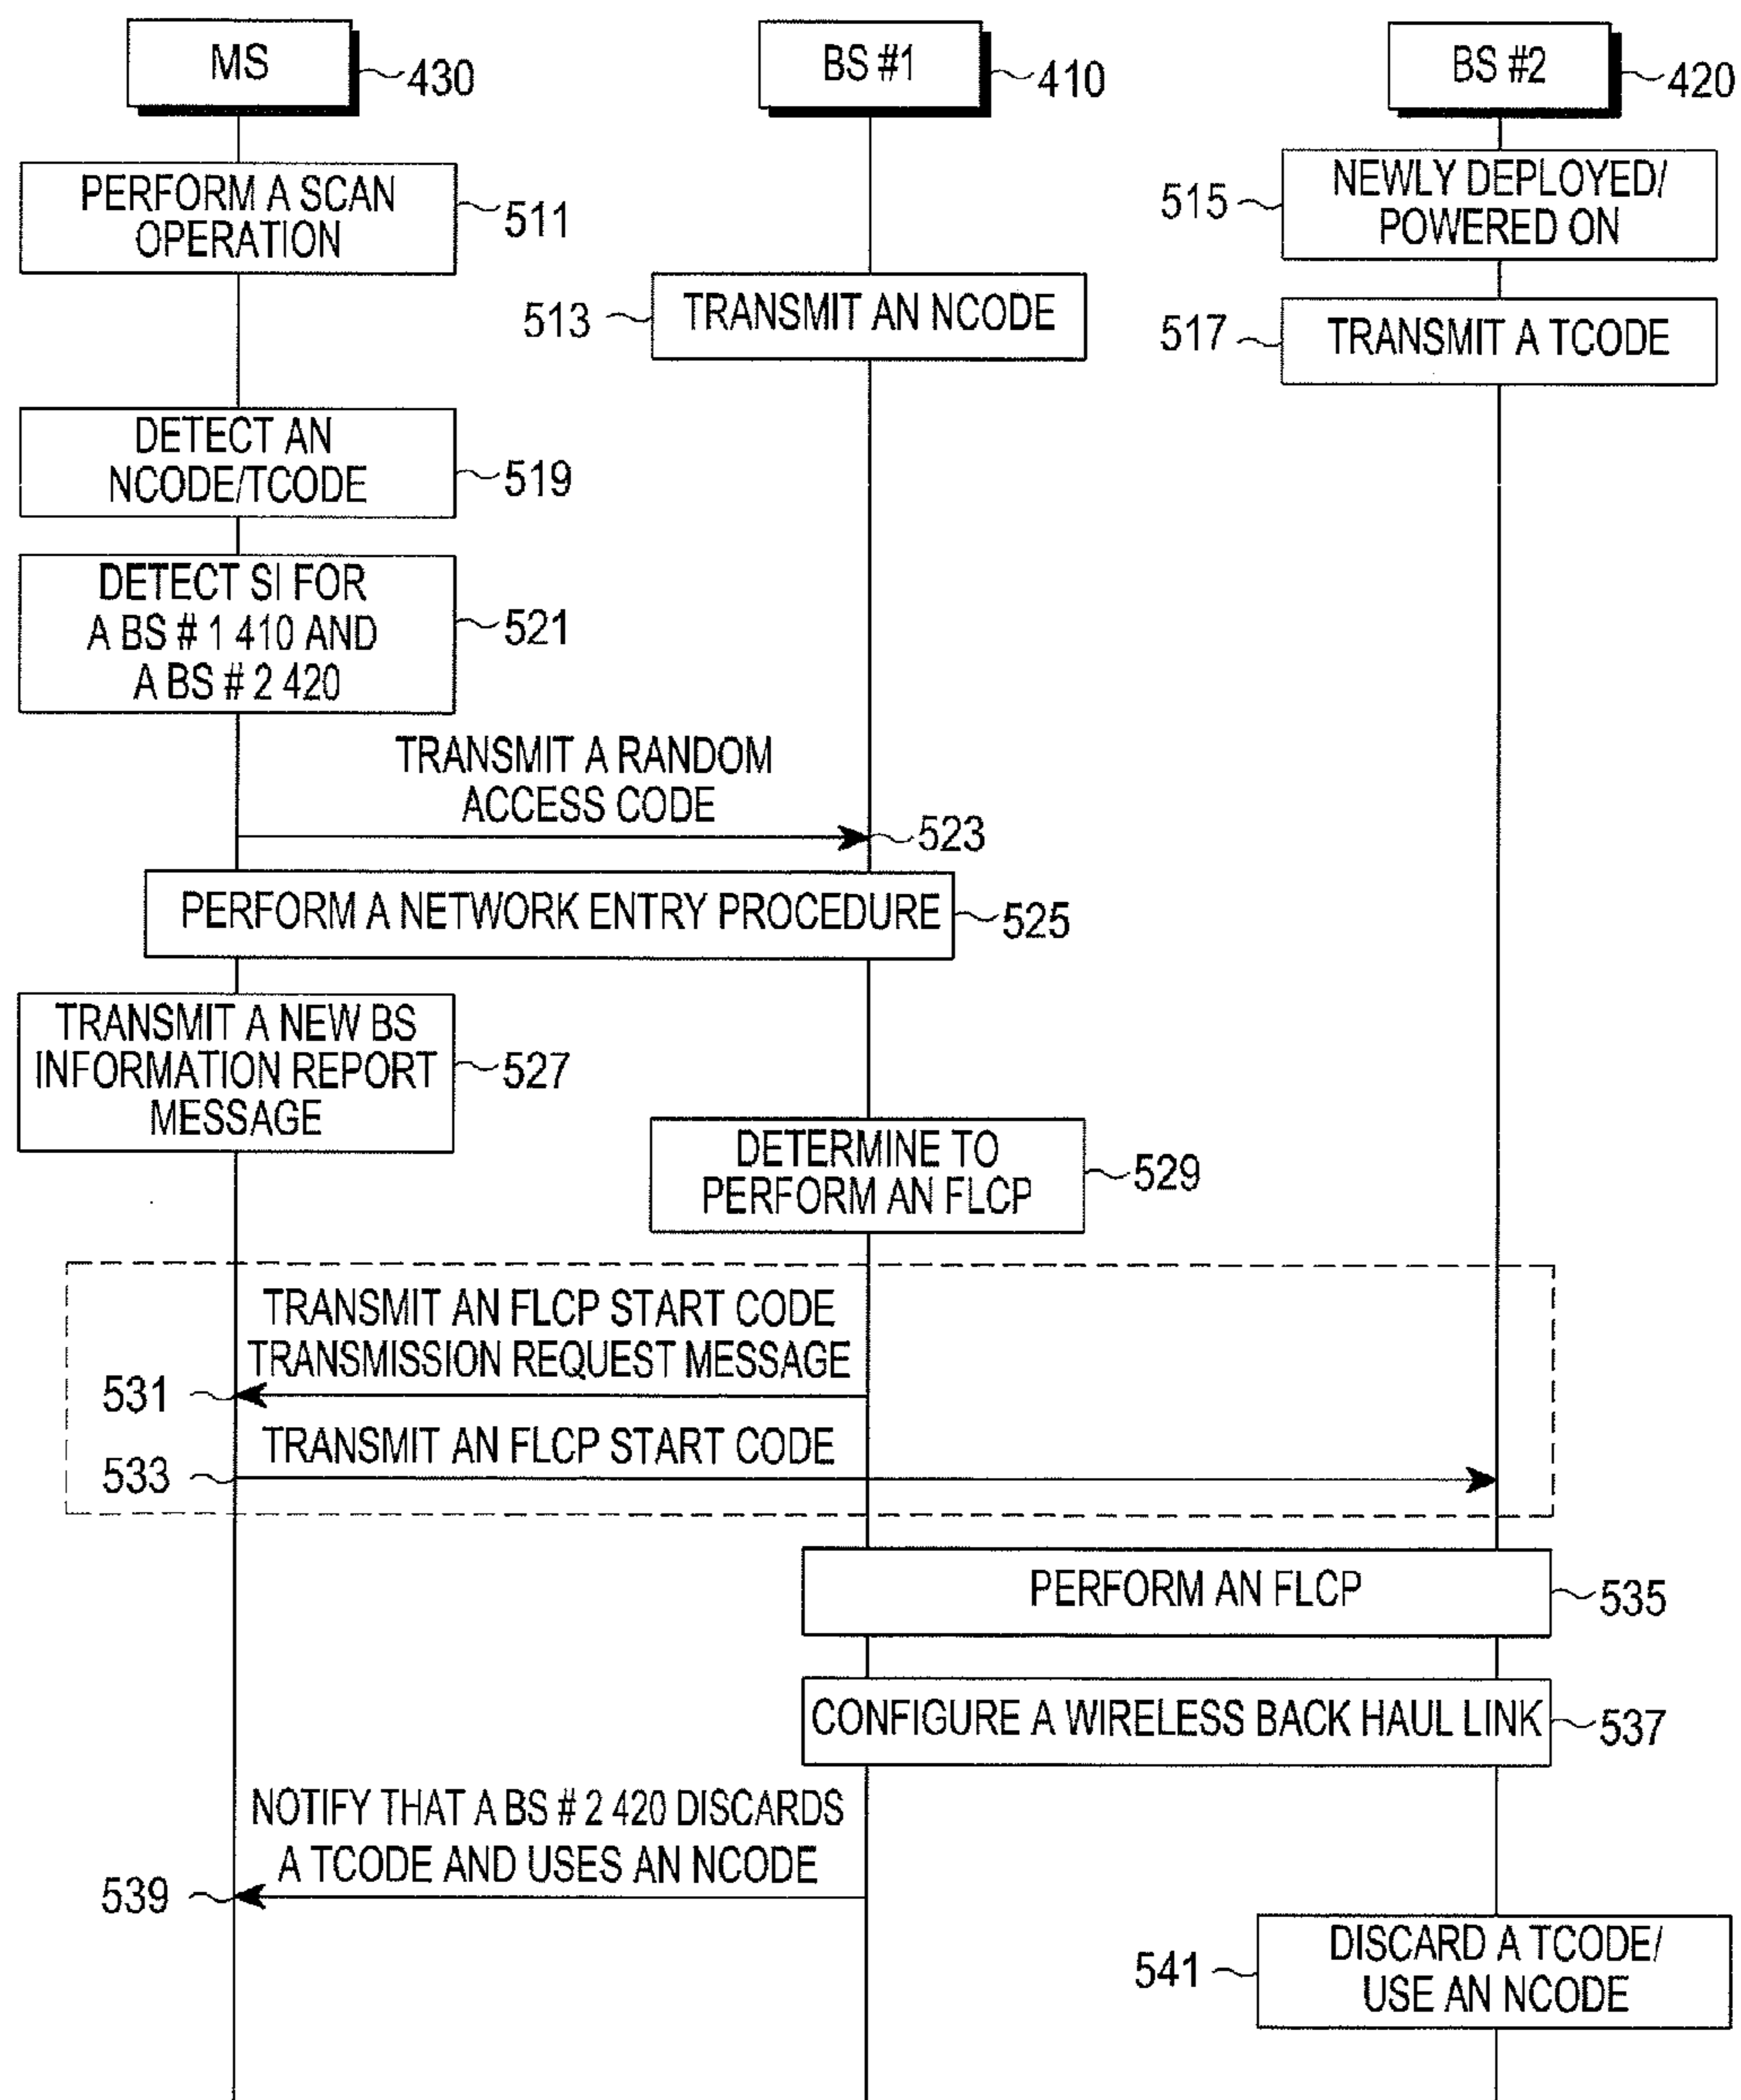 MS
430
BS #1
410
BS #2
420
PERFORM A SCAN
OPERATION
511
NEWLY DEPLOYED/
POWERED ON
515
TRANSMIT AN NCODE
513
TRANSMIT A TCODE
517
DETECT AN
NCODE/TCODE
519
DETECT SI FOR
A BS # 1 410 AND
A BS # 2 420
521
TRANSMIT A RANDOM
ACCESS CODE
523
PERFORM A NETWORK ENTRY PROCEDURE
525
TRANSMIT A NEW BS
INFORMATION REPORT
MESSAGE
527
DETERMINE TO
PERFORM AN FLCP
529
TRANSMIT AN FLCP START CODE
TRANSMISSION REQUEST MESSAGE
531
TRANSMIT AN FLCP START CODE
533
PERFORM AN FLCP
535
CONFIGURE A WIRELESS BACK HAUL LINK
537
NOTIFY THAT A BS # 2 420 DISCARDS
A TCODE AND USES AN NCODE
539
DISCARD A TCODE/
USE AN NCODE
541